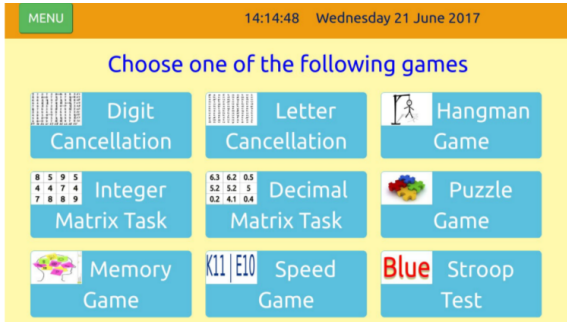 MENU
14:14:48 Wednesday 21 June 2017
Choose one of the following games
Digit
Cancellation
Letter
Cancellation
Hangman
Game
8 5 9 5
4 4 7 4
7 8 8 9
Integer
Matrix Task
6.3 6.2 0.5
5.2 5.2 5
0.2 4.1 0.4
Decimal
Matrix Task
Puzzle
Game
Memory
Game
K11 | E10
Speed
Game
Blue
Stroop
Test